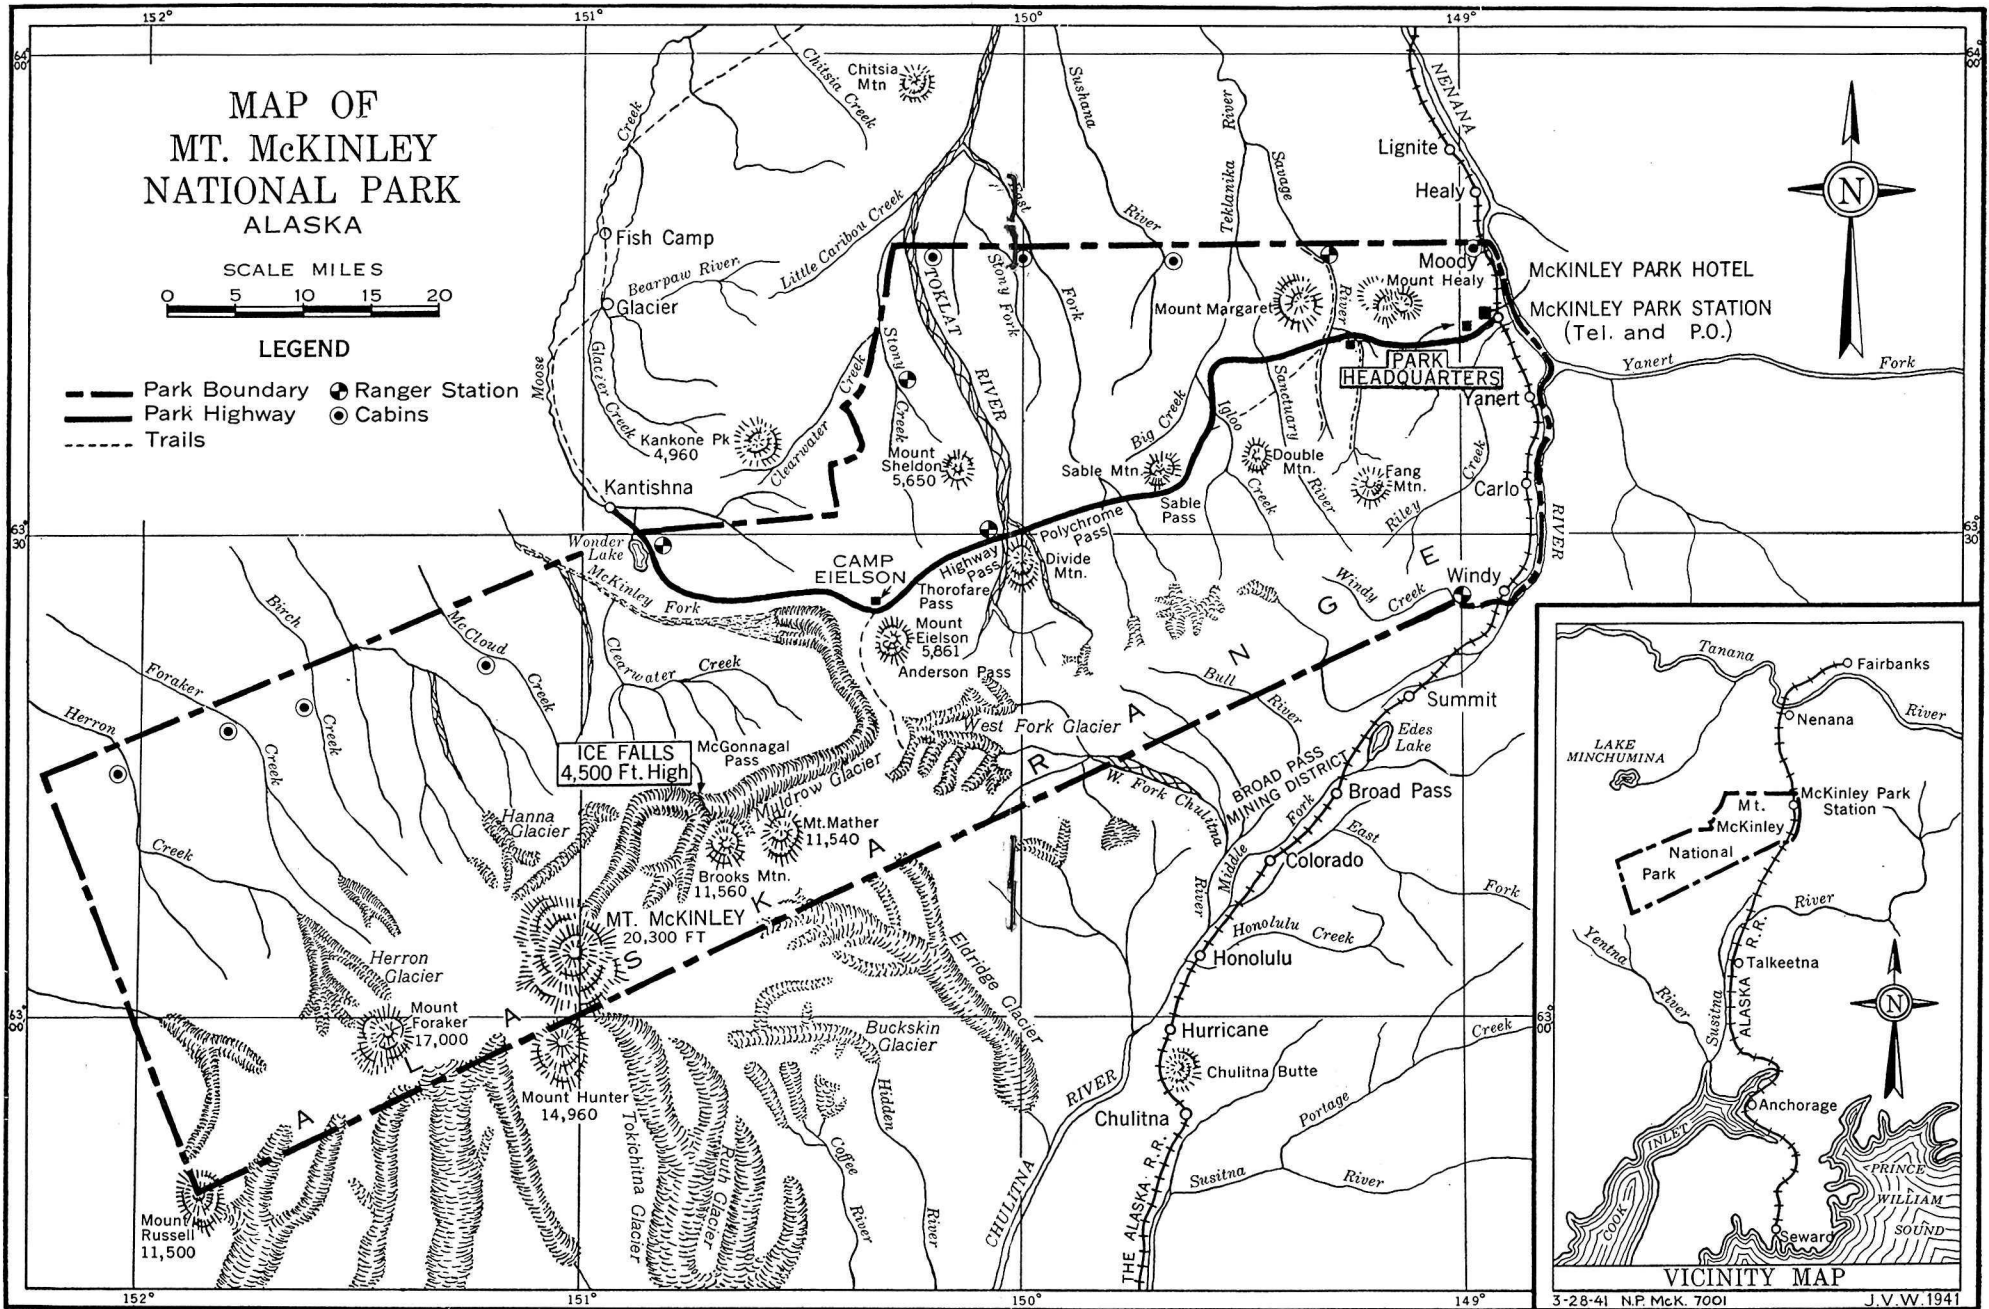 152°
151°
150°
149°
64°
00'
64°
00'
MAP OF
MT. McKINLEY
NATIONAL PARK
ALASKA
SCALE MILES
0 5 10 15 20
LEGEND
Park Boundary
Ranger Station
Park Highway
Cabins
Trails
Chitsia
Mtn
Chitsia Creek
Creek
Moose
Fish Camp
Bearpaw River
Glacier
Glacier Creek
Little Caribou Creek
Kankone Pk
4,960
Clearwater Creek
Kantishna
Wonder
Lake
TOKLAT
RIVER
Stony
Creek
Stony Fork
East
Fork
Sushana
River
Teklanika River
Savage
River
Mount
Sheldon
5,650
NENANA
RIVER
Lignite
Healy
Moody
Mount Healy
Mount Margaret
McKINLEY PARK HOTEL
McKINLEY PARK STATION
(Tel. and P.O.)
PARK
HEADQUARTERS
Yanert
Yanert Fork
N
Big Creek
Igloo
Creek
Sanctuary
River
Sable Mtn.
Double
Mtn.
Fang
Mtn.
Riley Creek
Carlo
Sable
Pass
Polychrome
Pass
Highway
Pass
Divide
Mtn.
Thorofare
Pass
CAMP
EIELSON
Mount
Eielson
5,861
Anderson Pass
Windy Creek
Windy
63°
30'
63°
30'
McKinley Fork
Clearwater Creek
Birch
Creek
McCloud
Creek
Foraker
Creek
Herron
Creek
ICE FALLS
4,500 Ft. High
McGonnagal
Pass
Muldrow Glacier
West Fork Glacier
Hanna
Glacier
Mt. Mather
11,540
Brooks Mtn.
11,560
MT. McKINLEY
20,300 FT
ALASKA RANGE
Herron
Glacier
Mount
Foraker
17,000
Mount Hunter
14,960
Mount
Russell
11,500
Tokichitna Glacier
Ruth Glacier
Buckskin
Glacier
Eldridge Glacier
Hidden
River
Coffee
River
Bull
River
Summit
Edes
Lake
BROAD PASS
MINING DISTRICT
Broad Pass
W. Fork Chulitna
River
Middle Fork
East
Fork
Colorado
Honolulu
Honolulu Creek
Hurricane
Chulitna Butte
Chulitna
CHULITNA RIVER
THE ALASKA R.R.
Portage
Creek
Susitna River
63°
00'
63°
00'
152°
151°
150°
149°
Tanana
River
Fairbanks
Nenana
LAKE
MINCHUMINA
McKinley Park
Station
Mt.
McKinley
National
Park
River
Yentna
River
Susitna
ALASKA R.R.
Talkeetna
N
Anchorage
COOK INLET
PRINCE
WILLIAM
SOUND
Seward
VICINITY MAP
3-28-41 N.P. McK. 7001
J.V.W. 1941